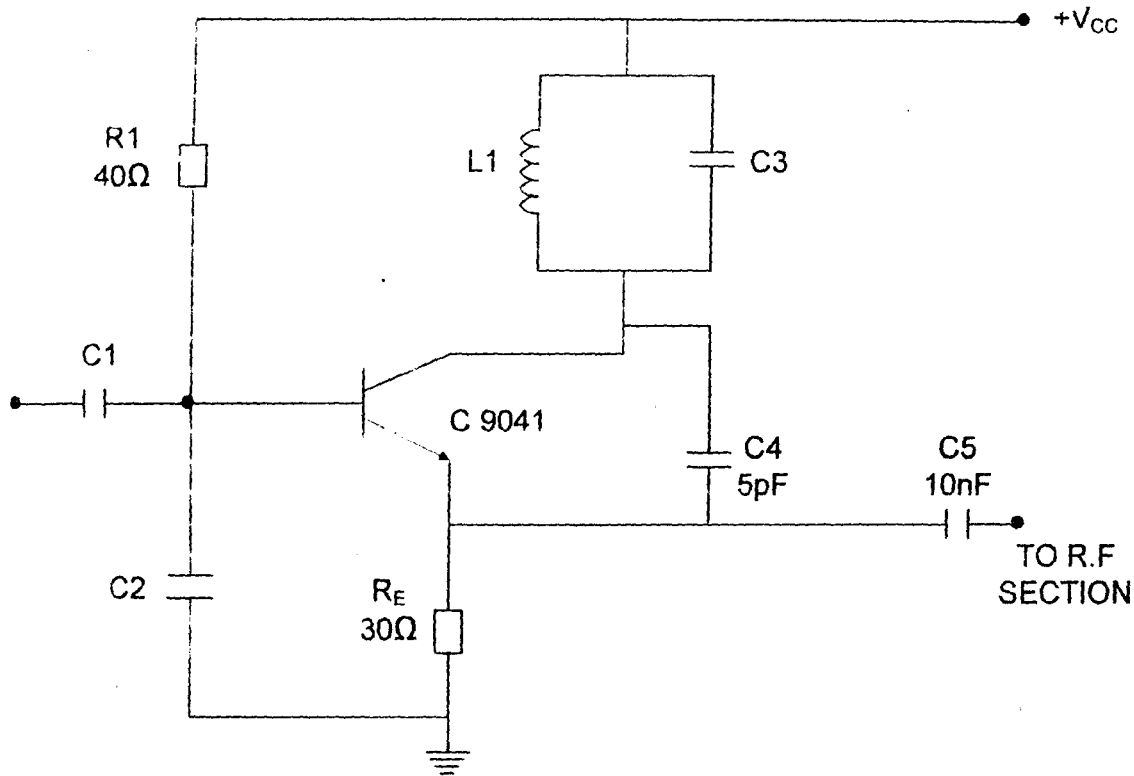 +VCC
R1
40Ω
L1
C3
C1
C 9041
C4
5pF
C5
10nF
TO R.F
SECTION
C2
RE
30Ω